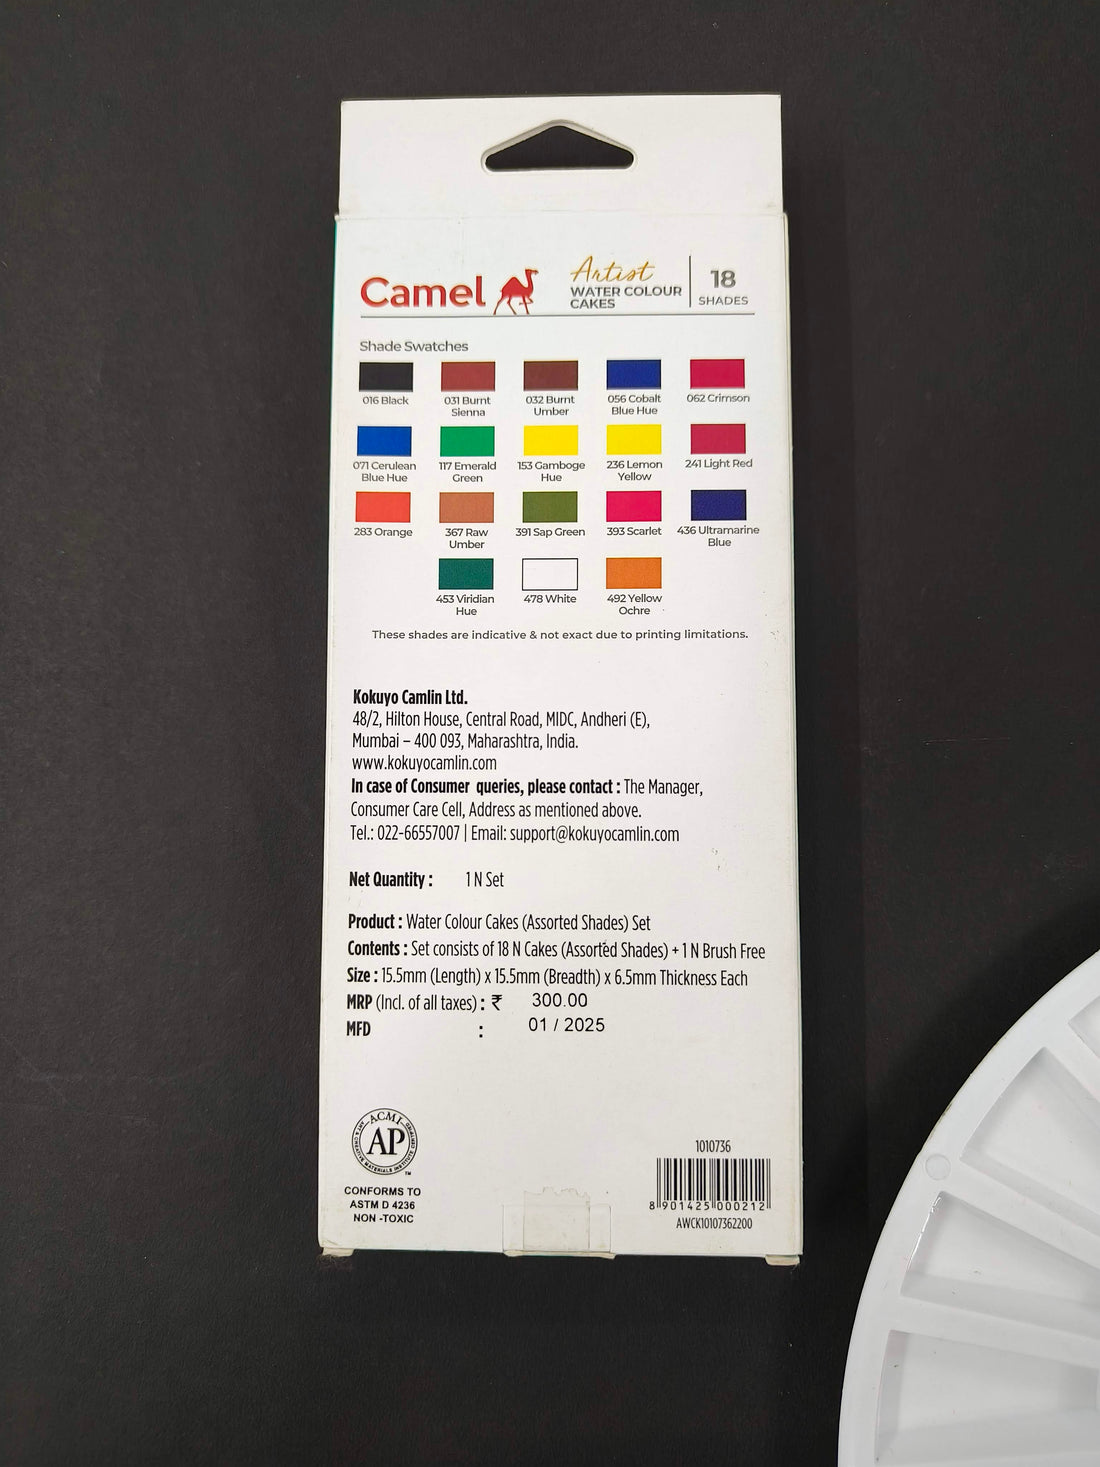 Camel
Artist
WATER COLOUR
CAKES
18
SHADES
Shade Swatches
016 Black
031 Burnt
Sienna
032 Burnt
Umber
056 Cobalt
Blue Hue
062 Crimson
071 Cerulean
Blue Hue
117 Emerald
Green
153 Gamboge
Hue
236 Lemon
Yellow
241 Light Red
283 Orange
367 Raw
Umber
391 Sap Green
393 Scarlet
436 Ultramarine
Blue
453 Viridian
Hue
478 White
492 Yellow
Ochre
These shades are indicative & not exact due to printing limitations.
Kokuyo Camlin Ltd.
48/2, Hilton House, Central Road, MIDC, Andheri (E),
Mumbai – 400 093, Maharashtra, India.
www.kokuyocamlin.com
In case of Consumer queries, please contact : The Manager,
Consumer Care Cell, Address as mentioned above.
Tel.: 022-66557007 | Email: support@kokuyocamlin.com
Net Quantity : 1 N Set
Product : Water Colour Cakes (Assorted Shades) Set
Contents : Set consists of 18 N Cakes (Assorted Shades) + 1 N Brush Free
Size : 15.5mm (Length) x 15.5mm (Breadth) x 6.5mm Thickness Each
MRP (Incl. of all taxes) : ₹ 300.00
MFD : 01 / 2025
ACMI
AP
ART & CREATIVE MATERIALS INSTITUTE CERTIFIED
TM
CONFORMS TO
ASTM D 4236
NON -TOXIC
1010736
8 901425 000212
AWCK10107362200